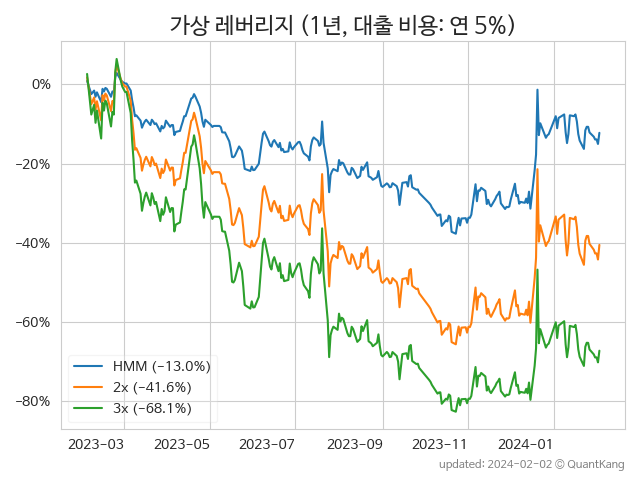 가상 레버리지 (1년, 대출 비용: 연 5%)
0%
−20%
−40%
−60%
−80%
HMM (−13.0%)
2x (−41.6%)
3x (−68.1%)
2023-03 2023-05 2023-07 2023-09 2023-11 2024-01
updated: 2024-02-02 © QuantKang